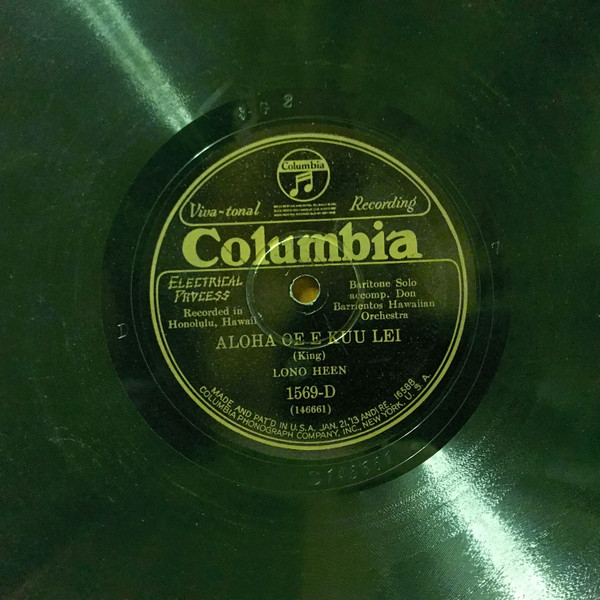 Columbia
Viva-tonal Recording
Columbia
ELECTRICAL
PROCESS
Recorded in
Honolulu, Hawaii
Baritone Solo
accomp. Don
Barrientos Hawaiian
Orchestra
ALOHA OE E KUU LEI
(King)
LONO HEEN
1569-D
(146661)
MADE AND PAT'D IN U.S.A. JAN. 21,'13 AND RE. 16588
COLUMBIA PHONOGRAPH COMPANY, INC., NEW YORK, U.S.A.
D
7